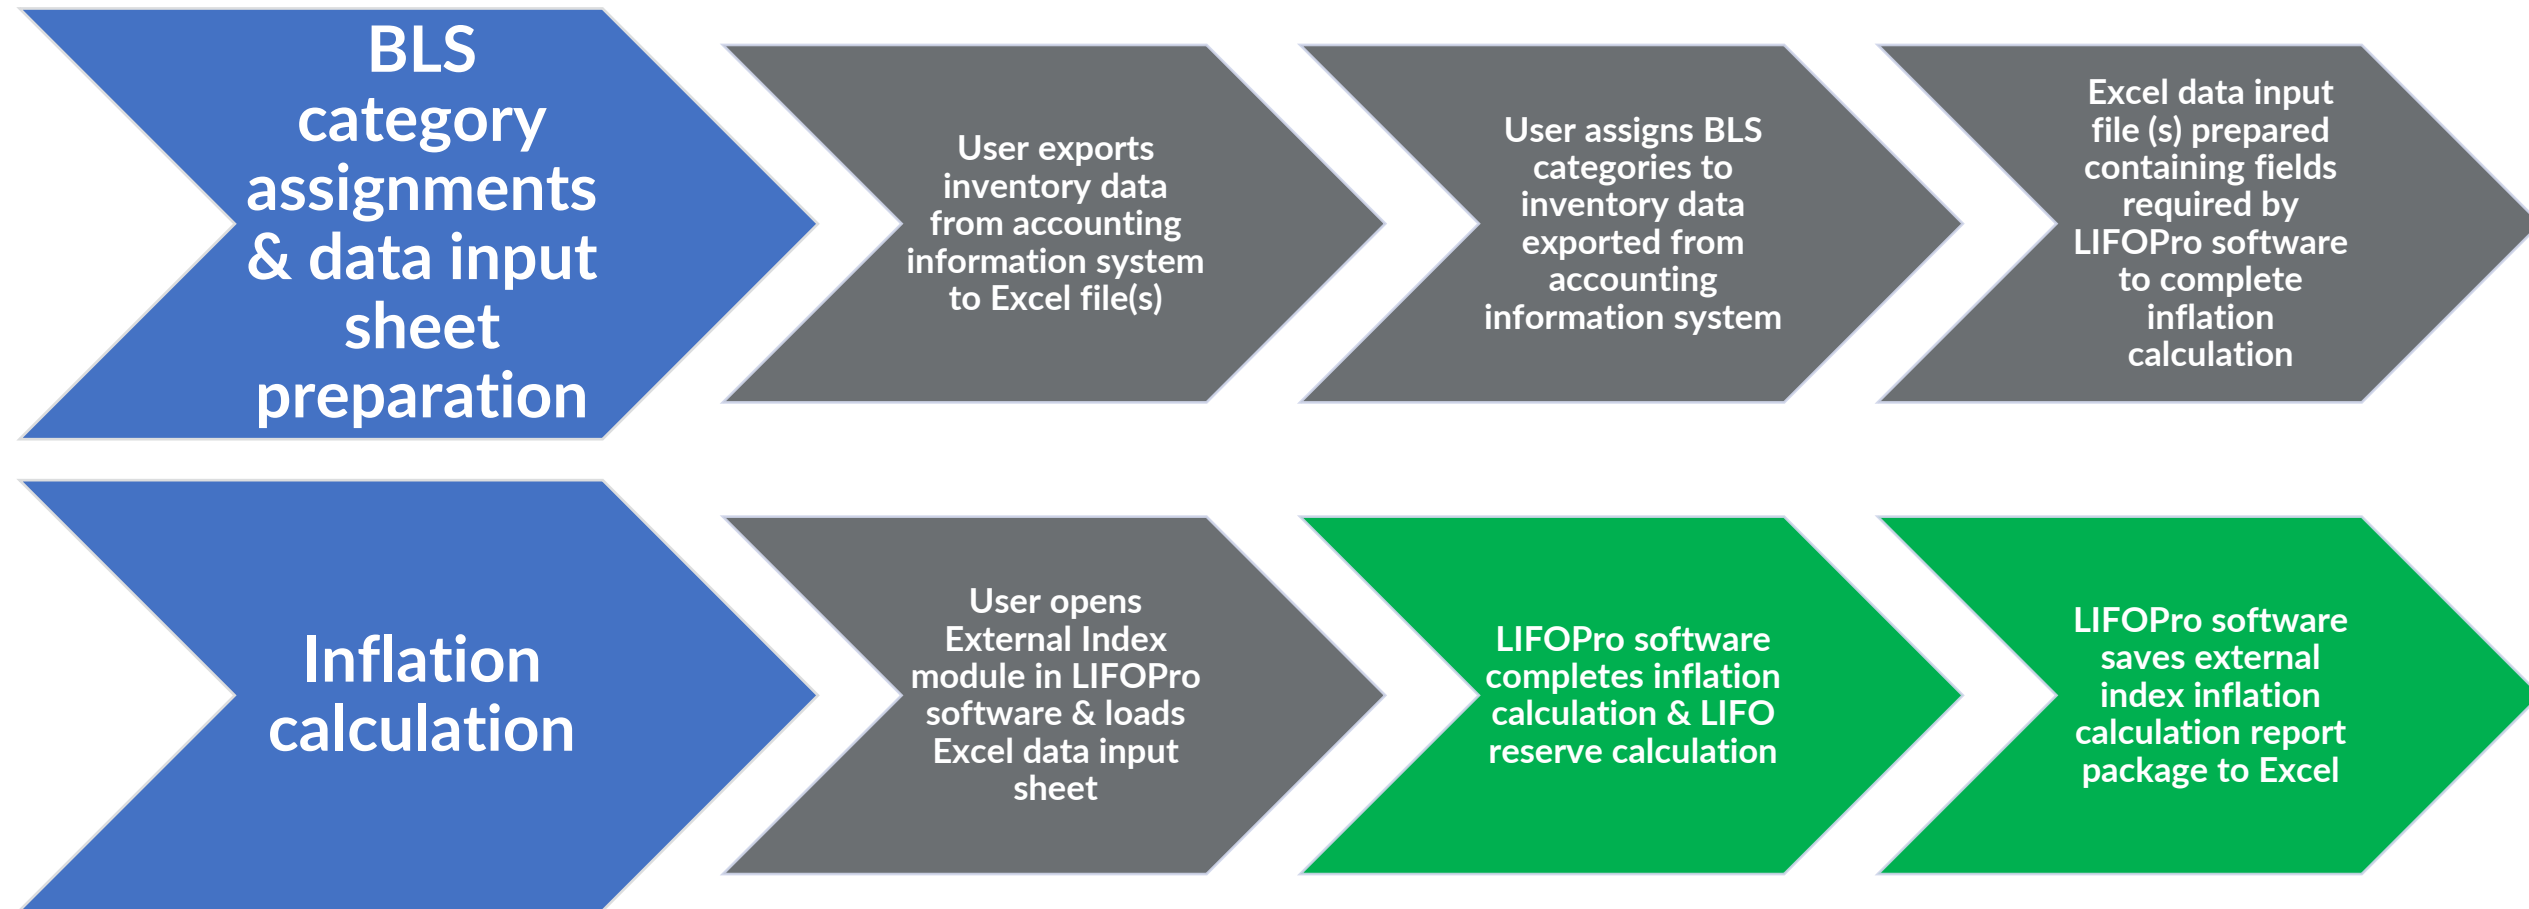 BLS
category
assignments
& data input
sheet
preparation
User exports
inventory data
from accounting
information system
to Excel file(s)
User assigns BLS
categories to
inventory data
exported from
accounting
information system
Excel data input
file (s) prepared
containing fields
required by
LIFOPro software
to complete
inflation
calculation
Inflation
calculation
User opens
External Index
module in LIFOPro
software & loads
Excel data input
sheet
LIFOPro software
completes inflation
calculation & LIFO
reserve calculation
LIFOPro software
saves external
index inflation
calculation report
package to Excel